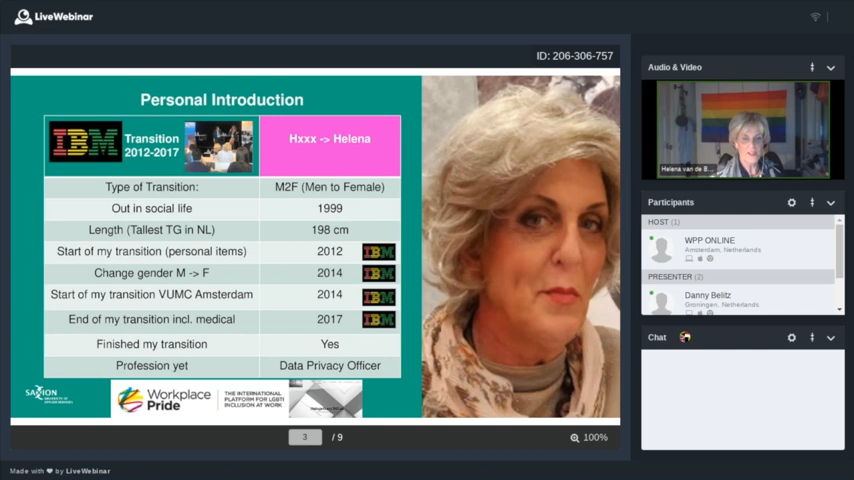 LiveWebinar
ID: 206-306-757
Personal Introduction
IBM
Transition
2012-2017
Hxxx -> Helena
Type of Transition: M2F (Men to Female)
Out in social life 1999
Length (Tallest TG in NL) 198 cm
Start of my transition (personal items) 2012 IBM
Change gender M -> F 2014 IBM
Start of my transition VUMC Amsterdam 2014 IBM
End of my transition incl. medical 2017 IBM
Finished my transition Yes
Profession yet Data Privacy Officer
SAXION
Workplace
Pride
THE INTERNATIONAL
PLATFORM FOR LGBTI
INCLUSION AT WORK
3 / 9
100%
Audio & Video
Helena van de B...
Participants
HOST (1)
WPP ONLINE
Amsterdam, Netherlands
PRESENTER (2)
Danny Belitz
Groningen, Netherlands
Chat
Made with ❤ by LiveWebinar